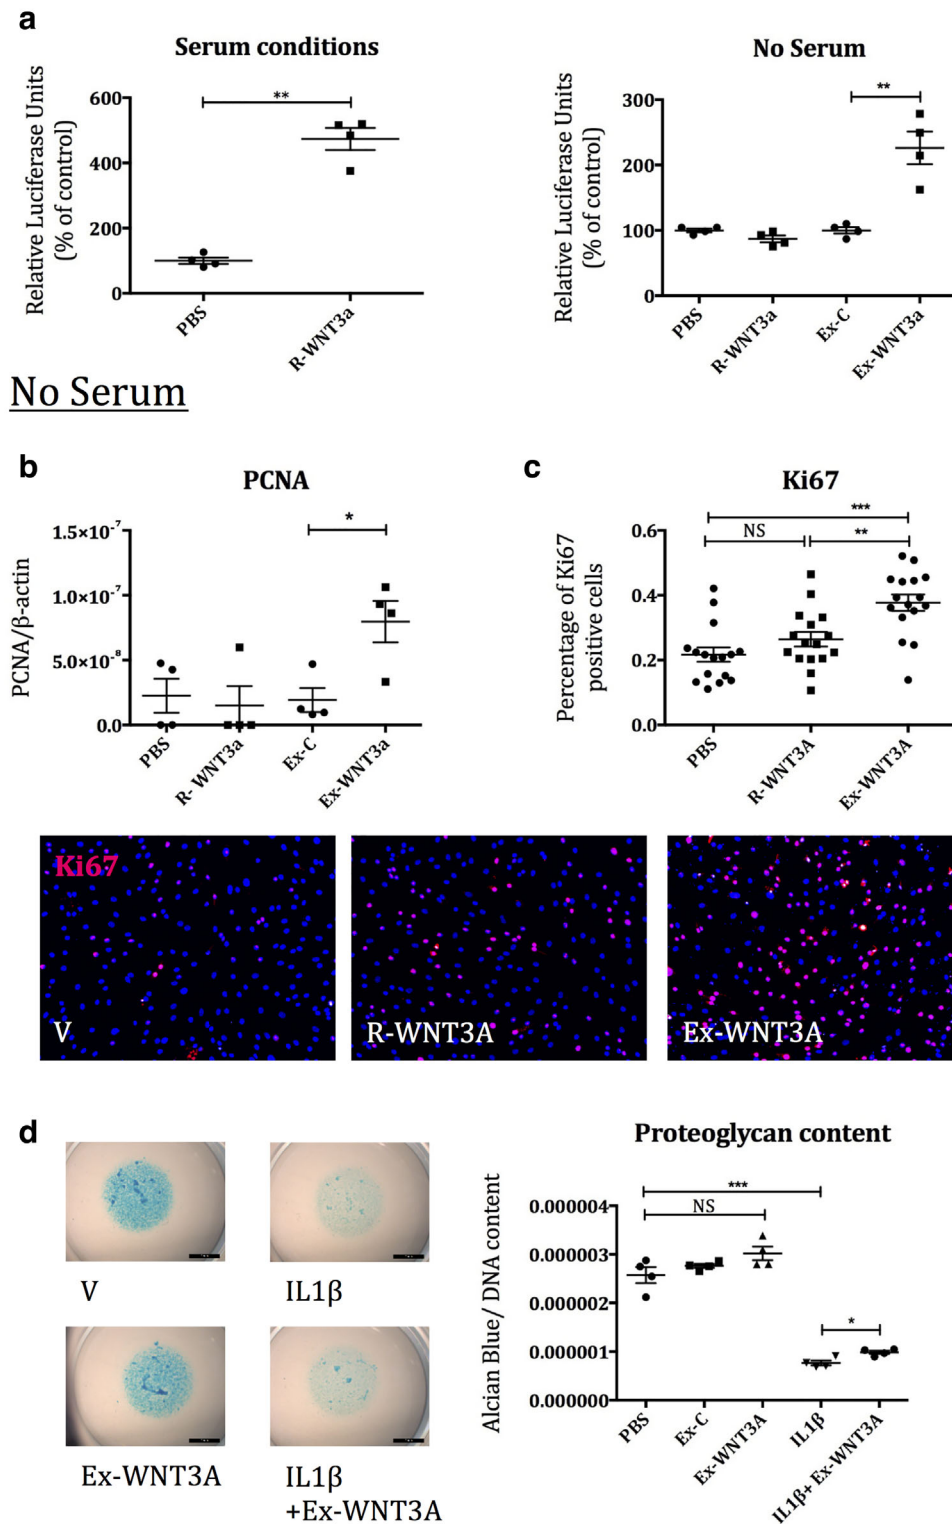 a
Serum conditions
Relative Luciferase Units
(% of control)
600
400
200
0
**
PBS
R-WNT3a
No Serum
Relative Luciferase Units
(% of control)
300
200
100
0
**
PBS
R-WNT3a
Ex-C
Ex-WNT3a
No Serum
b
PCNA
PCNA/β-actin
1.5×10⁻⁷
1.0×10⁻⁷
5.0×10⁻⁸
0.0
*
PBS
R- WNT3a
Ex-C
Ex-WNT3a
c
Ki67
Percentage of Ki67
positive cells
0.6
0.4
0.2
0.0
***
NS
**
PBS
R-WNT3A
Ex-WNT3A
Ki67
V
R-WNT3A
Ex-WNT3A
d
V
IL1β
Ex-WNT3A
IL1β
+Ex-WNT3A
Proteoglycan content
Alcian Blue/ DNA content
0.000004
0.000003
0.000002
0.000001
0.000000
***
NS
*
PBS
Ex-C
Ex-WNT3A
IL1β
IL1β+ Ex-WNT3A